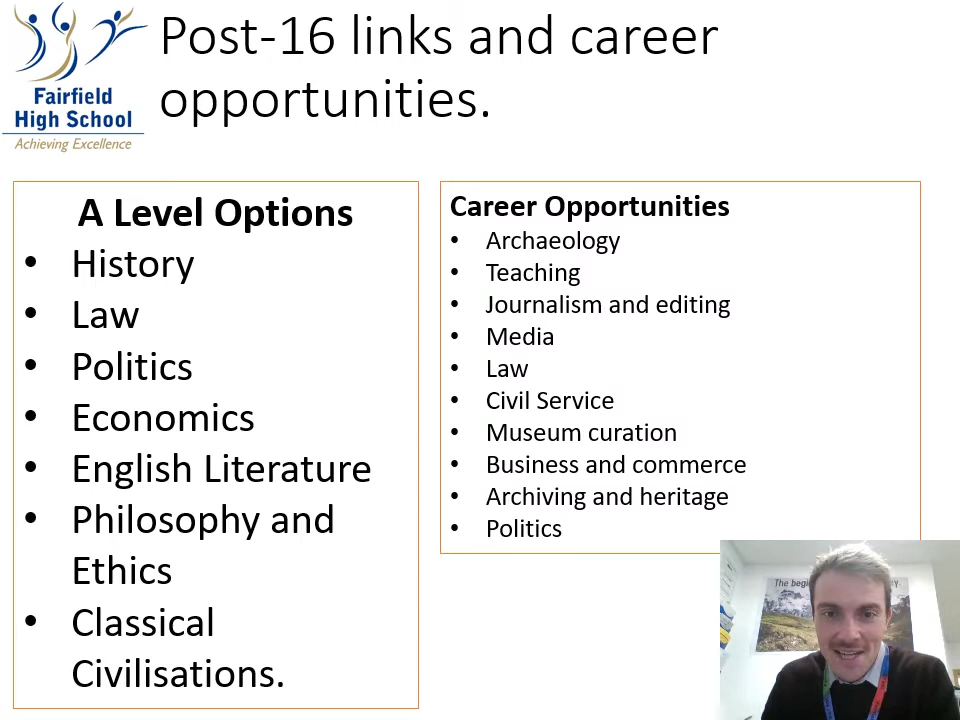 Fairfield
High School
Achieving Excellence
Post-16 links and career
opportunities.
A Level Options
• History
• Law
• Politics
• Economics
• English Literature
• Philosophy and
Ethics
• Classical
Civilisations.
Career Opportunities
• Archaeology
• Teaching
• Journalism and editing
• Media
• Law
• Civil Service
• Museum curation
• Business and commerce
• Archiving and heritage
• Politics
The